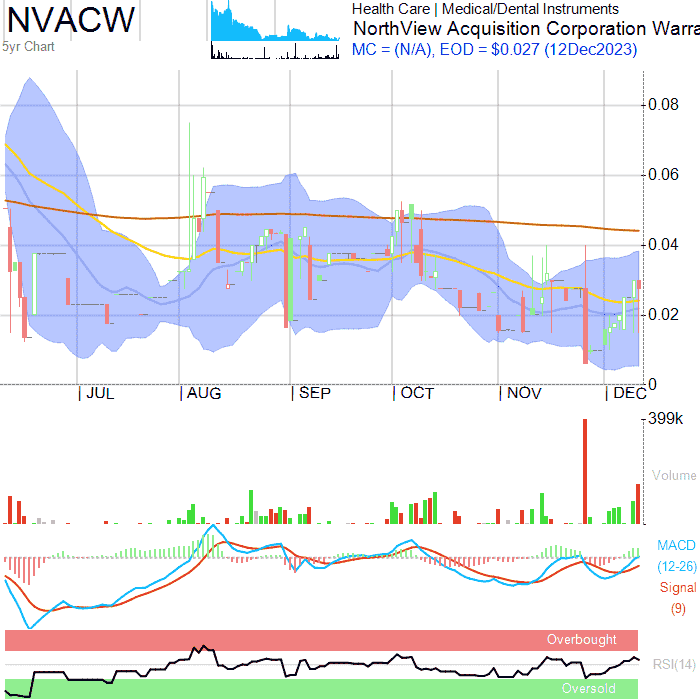 NVACW
5yr Chart
Health Care | Medical/Dental Instruments
NorthView Acquisition Corporation Warra
MC = (N/A), EOD = $0.027 (12Dec2023)
0.08
0.06
0.04
0.02
0
JUL
AUG
SEP
OCT
NOV
DEC
399k
Volume
MACD
(12-26)
Signal
(9)
Overbought
RSI(14)
Oversold